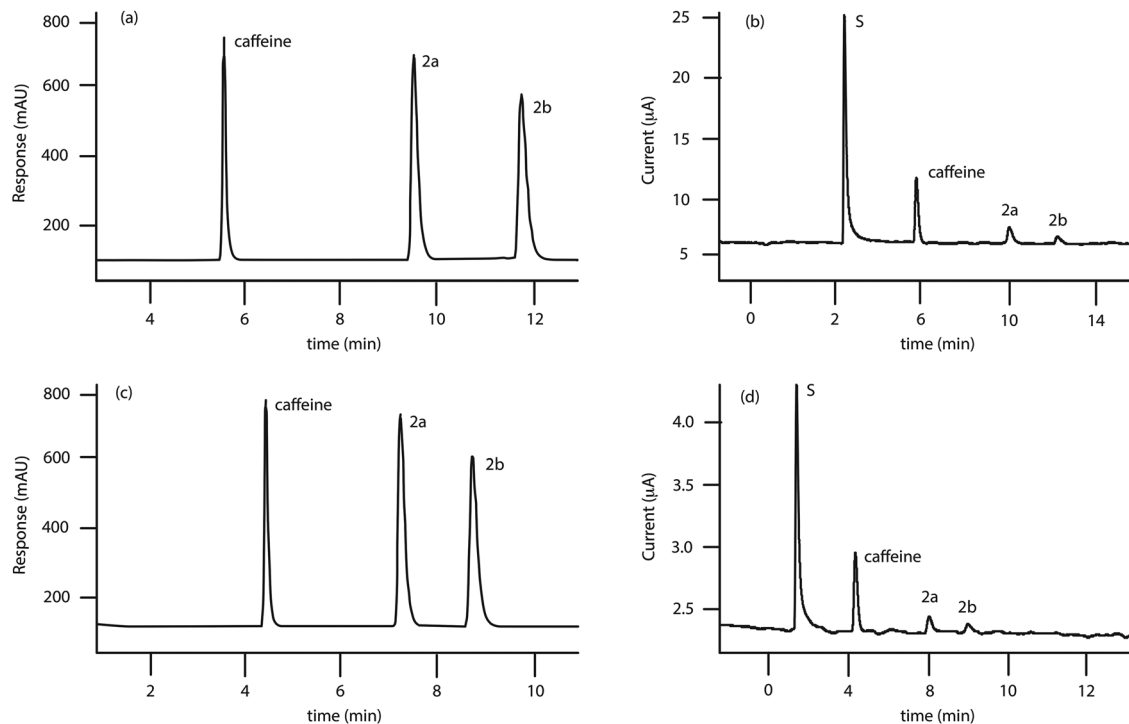 (a)
800
600
400
200
Response (mAU)
caffeine
2a
2b
4
6
8
10
12
time (min)
(b)
25
20
15
10
5
Current (μA)
S
caffeine
2a
2b
0
2
6
10
14
time (min)
(c)
800
600
400
200
Response (mAU)
caffeine
2a
2b
2
4
6
8
10
time (min)
(d)
4.0
3.5
3.0
2.5
Current (μA)
S
caffeine
2a
2b
0
4
8
10
12
time (min)